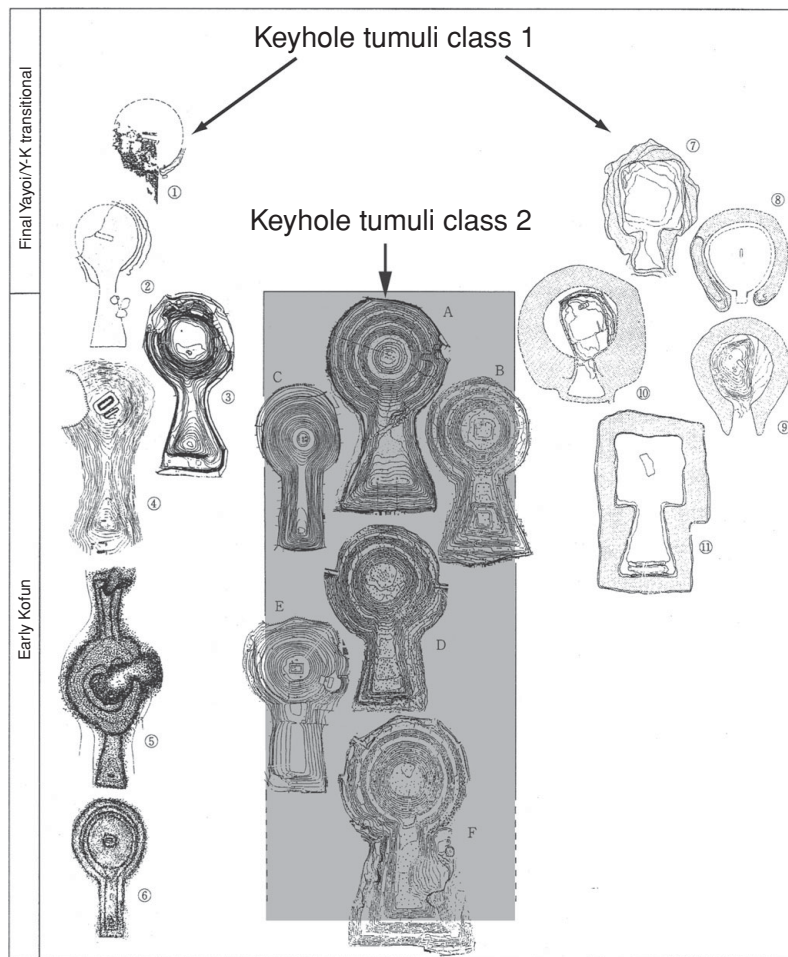 Keyhole tumuli class 1
Final Yayoi/Y-K transitional
①
⑦
⑧
Keyhole tumuli class 2
②
A
③
C
B
⑩
⑨
④
⑪
Early Kofun
E
D
⑤
F
⑥